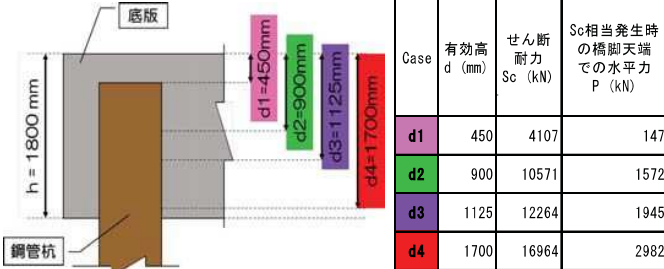 底版
h = 1800 mm
鋼管杭
d1=450mm
d2=900mm
d3=1125mm
d4=1700mm
Case 有効高 d (mm) せん断耐力 Sc (kN) Sc相当発生時の橋脚天端での水平力 P (kN)
d1 450 4107 147
d2 900 10571 1572
d3 1125 12264 1945
d4 1700 16964 2982